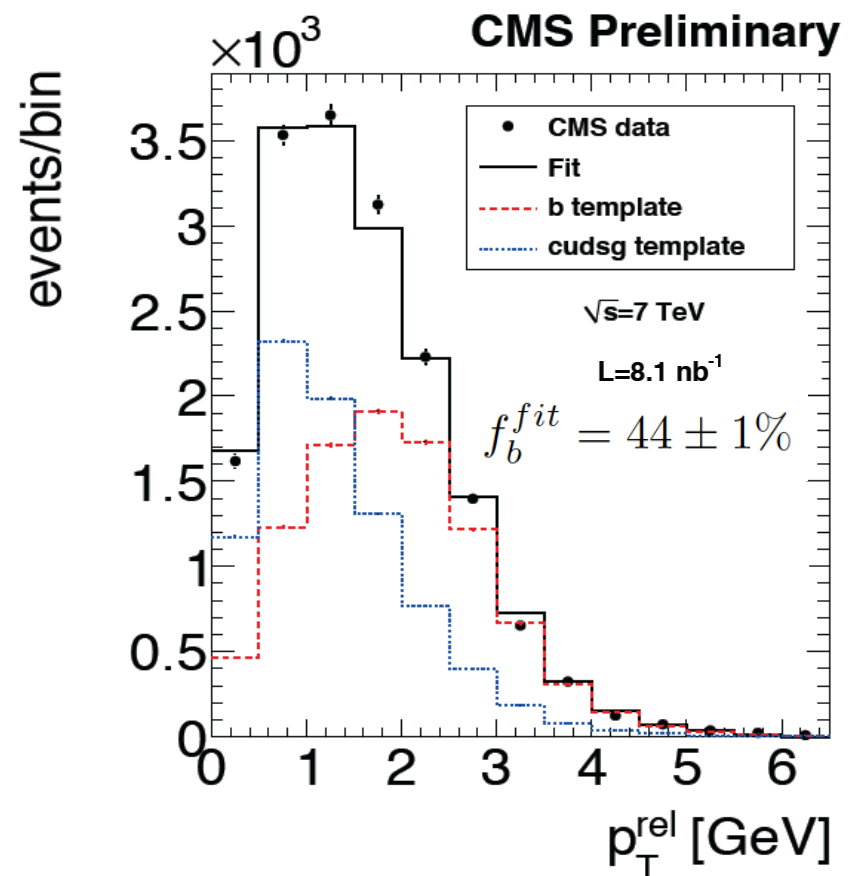 ×10³ CMS Preliminary
events/bin
3.5
3
2.5
2
1.5
1
0.5
0
CMS data
Fit
b template
cudsg template
√s=7 TeV
L=8.1 nb⁻¹
f_b^{fit} = 44 ± 1%
0 1 2 3 4 5 6
p_T^{rel} [GeV]